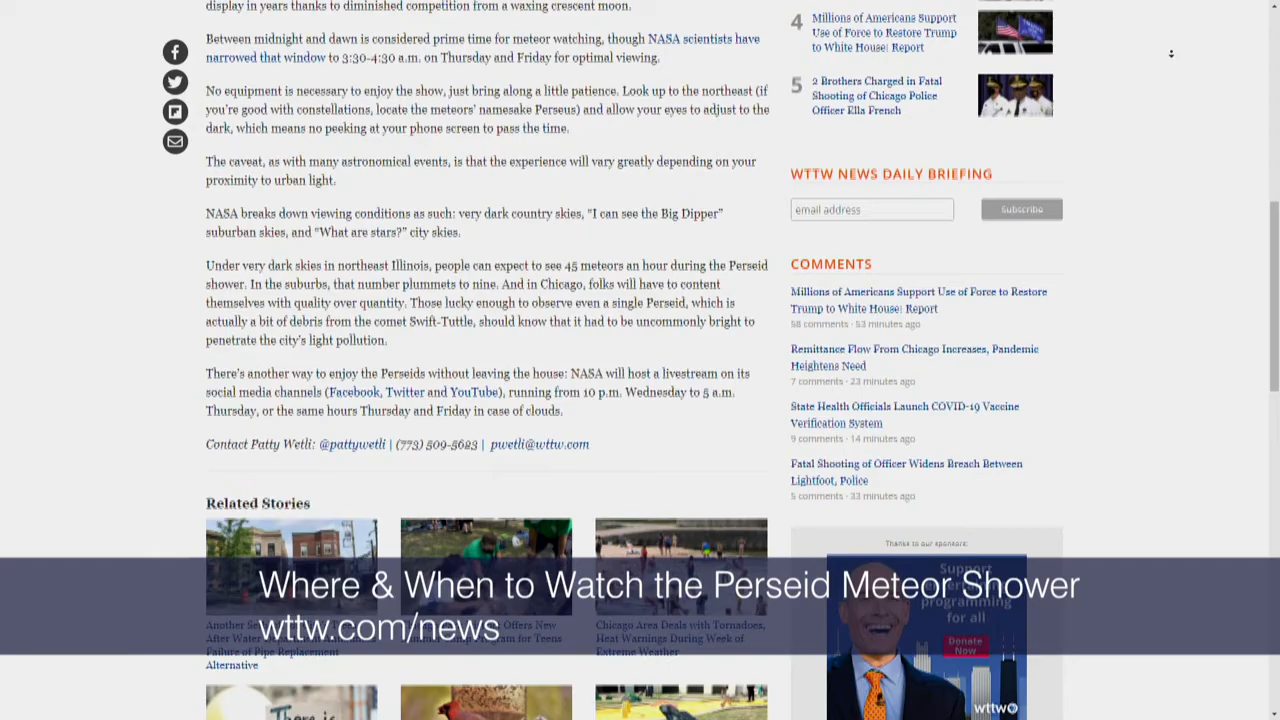 display in years thanks to diminished competition from a waxing crescent moon.
Between midnight and dawn is considered prime time for meteor watching, though NASA scientists have
narrowed that window to 3:30-4:30 a.m. on Thursday and Friday for optimal viewing.
No equipment is necessary to enjoy the show, just bring along a little patience. Look up to the northeast (if
you're good with constellations, locate the meteors' namesake Perseus) and allow your eyes to adjust to the
dark, which means no peeking at your phone screen to pass the time.
The caveat, as with many astronomical events, is that the experience will vary greatly depending on your
proximity to urban light.
NASA breaks down viewing conditions as such: very dark country skies, “I can see the Big Dipper”
suburban skies, and “What are stars?” city skies.
Under very dark skies in northeast Illinois, people can expect to see 45 meteors an hour during the Perseid
shower. In the suburbs, that number plummets to nine. And in Chicago, folks will have to content
themselves with quality over quantity. Those lucky enough to observe even a single Perseid, which is
actually a bit of debris from the comet Swift-Tuttle, should know that it had to be uncommonly bright to
penetrate the city's light pollution.
There's another way to enjoy the Perseids without leaving the house: NASA will host a livestream on its
social media channels (Facebook, Twitter and YouTube), running from 10 p.m. Wednesday to 5 a.m.
Thursday, or the same hours Thursday and Friday in case of clouds.
Contact Patty Wetli: @pattywetli | (773) 509-5623 | pwetli@wttw.com
Related Stories
Another
After Water
Failure of Pipe Replacement
Alternative
Offers New
Program for Teens
Chicago Area Deals with Tornadoes,
Heat Warnings During Week of
Extreme Weather
There is
4
Millions of Americans Support
Use of Force to Restore Trump
to White House: Report
5
2 Brothers Charged in Fatal
Shooting of Chicago Police
Officer Ella French
WTTW NEWS DAILY BRIEFING
email address
Subscribe
COMMENTS
Millions of Americans Support Use of Force to Restore
Trump to White House: Report
58 comments · 53 minutes ago
Remittance Flow From Chicago Increases, Pandemic
Heightens Need
7 comments · 23 minutes ago
State Health Officials Launch COVID-19 Vaccine
Verification System
9 comments · 14 minutes ago
Fatal Shooting of Officer Widens Breach Between
Lightfoot, Police
5 comments · 33 minutes ago
Thanks to our sponsors:
Support
programming
for all
Donate
Now
wttw
Where & When to Watch the Perseid Meteor Shower
wttw.com/news